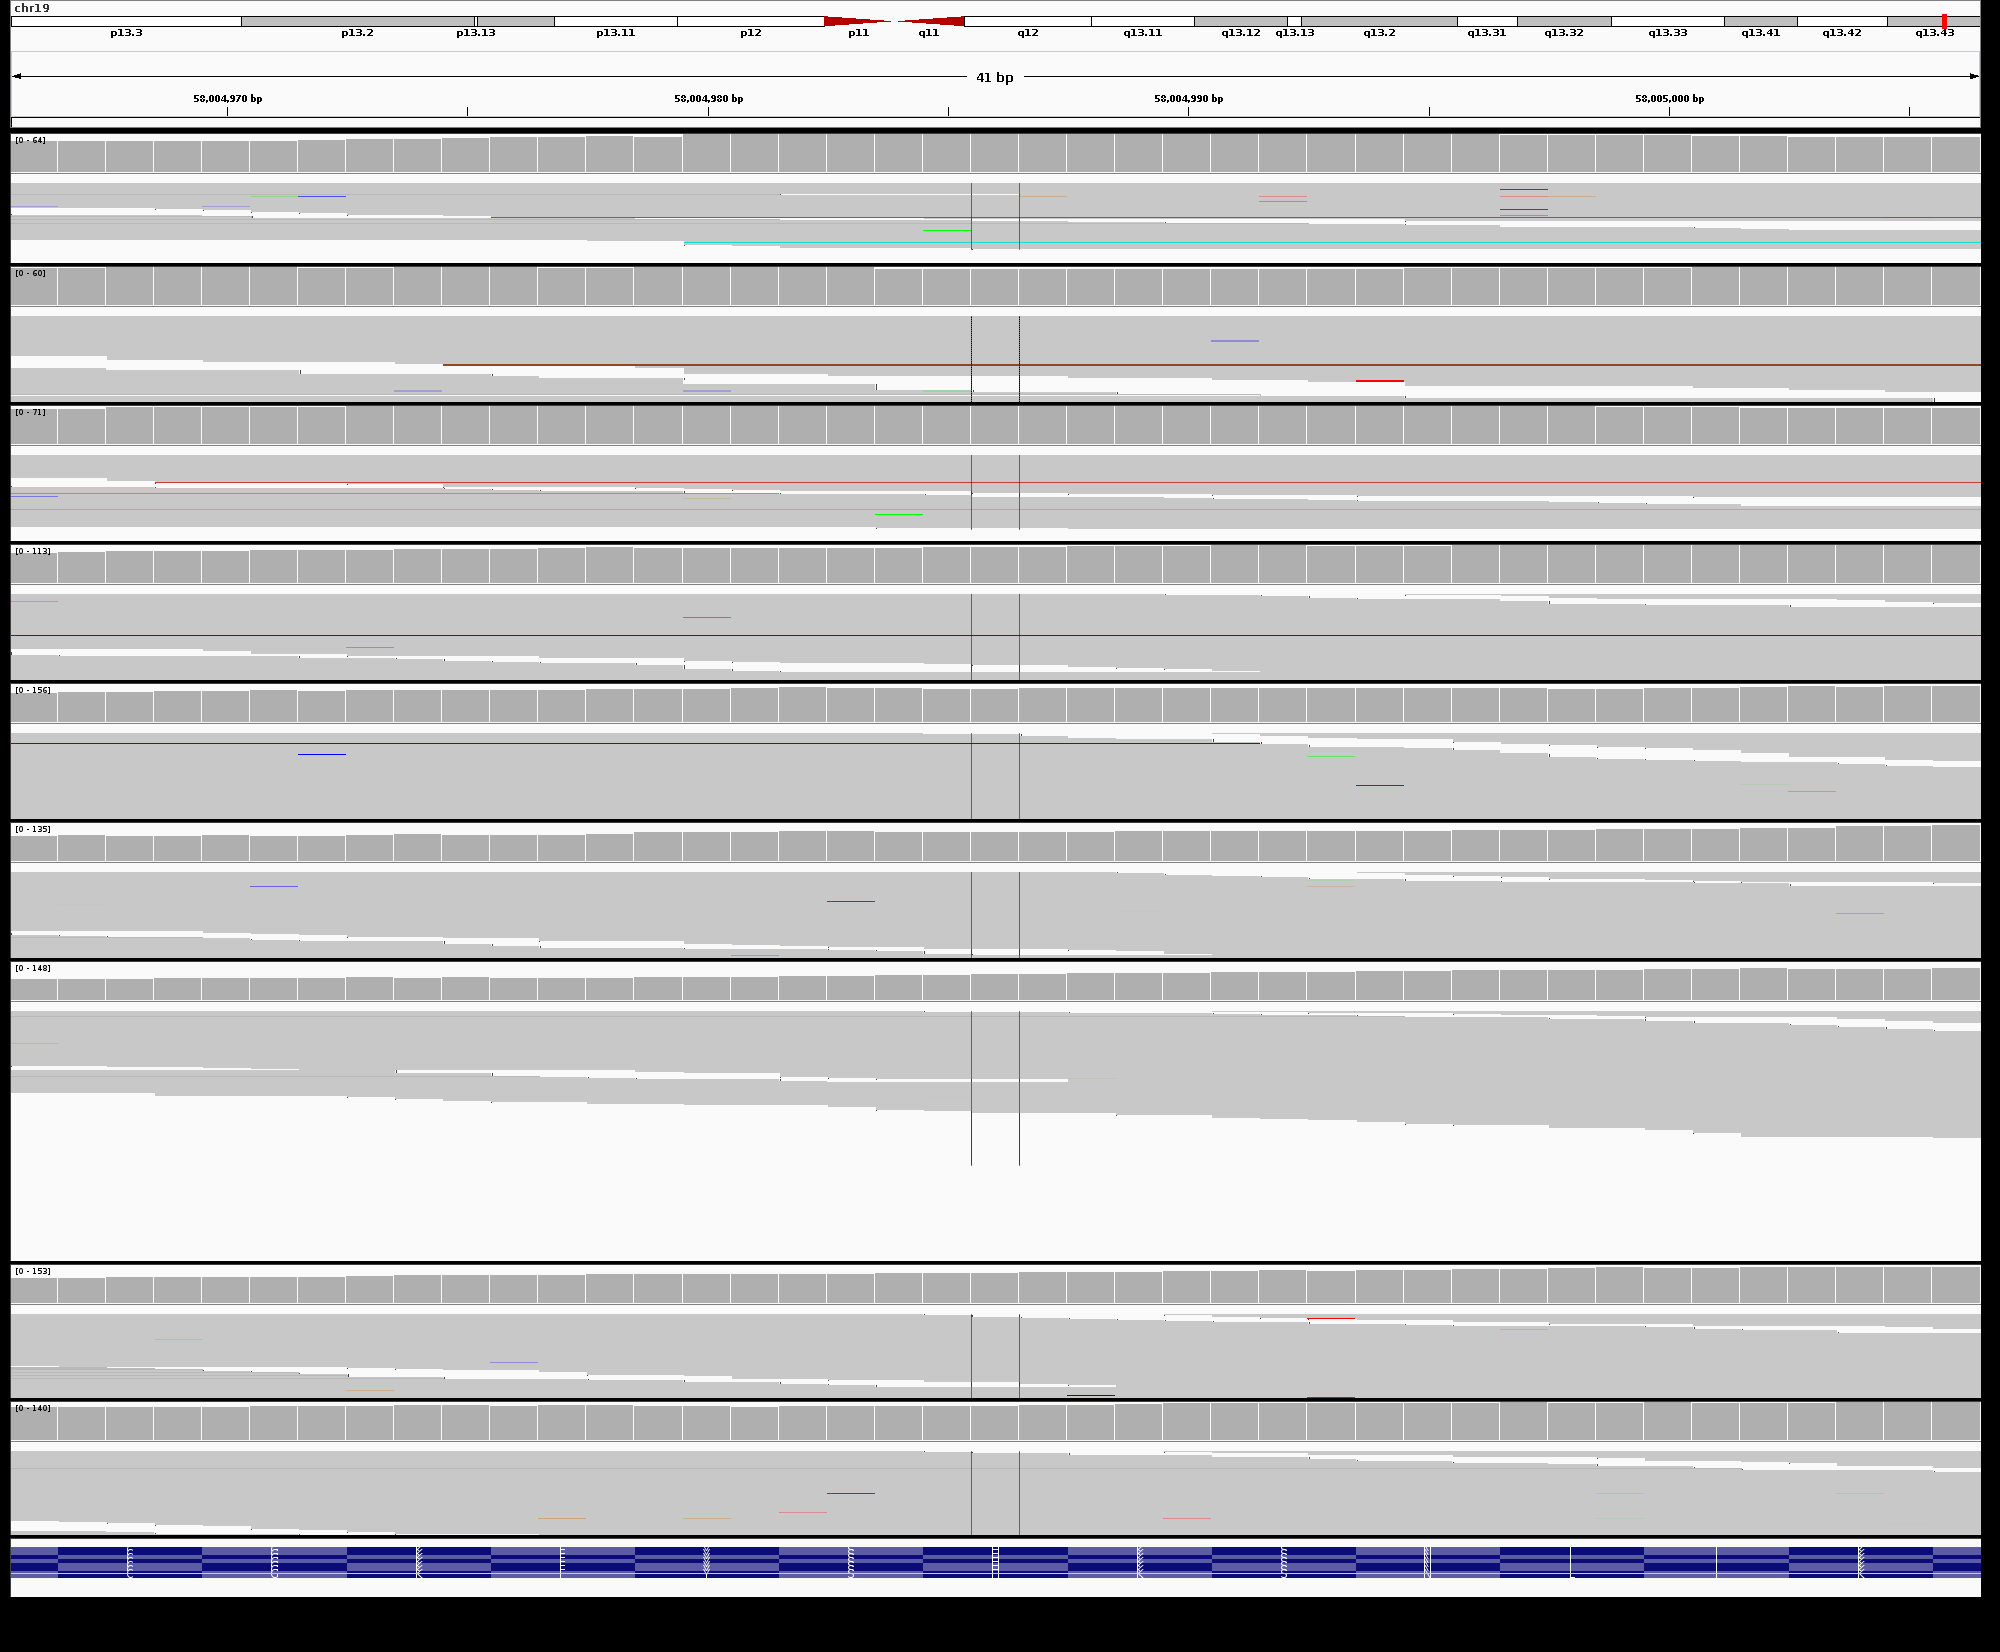 chr19
p13.3 p13.2 p13.13 p13.11 p12 p11 q11 q12 q13.11 q13.12 q13.13 q13.2 q13.31 q13.32 q13.33 q13.41 q13.42 q13.43
41 bp
58,004,970 bp 58,004,980 bp 58,004,990 bp 58,005,000 bp
[0 - 64]
[0 - 60]
[0 - 71]
[0 - 113]
[0 - 156]
[0 - 135]
[0 - 148]
[0 - 153]
[0 - 140]